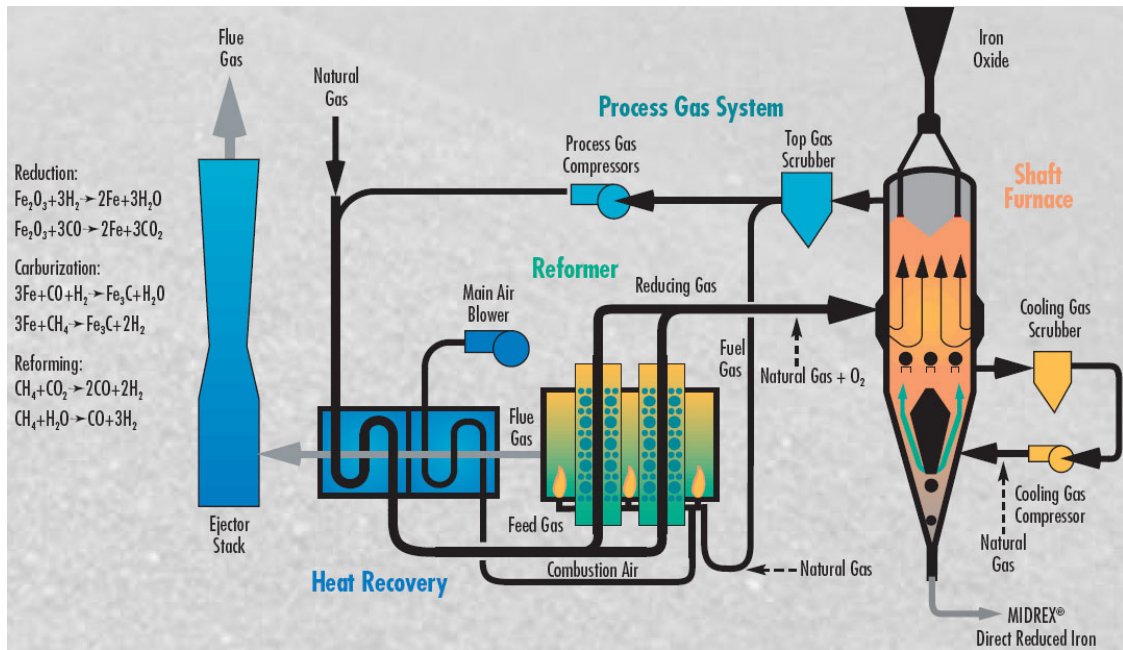 Flue
Gas
Natural
Gas
Process Gas System
Iron
Oxide
Process Gas
Compressors
Top Gas
Scrubber
Shaft
Furnace
Reduction:
Fe₂O₃+3H₂→2Fe+3H₂O
Fe₂O₃+3CO→2Fe+3CO₂
Carburization:
3Fe+CO+H₂→Fe₃C+H₂O
3Fe+CH₄→Fe₃C+2H₂
Reforming:
CH₄+CO₂→2CO+2H₂
CH₄+H₂O→CO+3H₂
Reformer
Main Air
Blower
Reducing Gas
Cooling Gas
Scrubber
Fuel
Gas
Natural Gas + O₂
Flue
Gas
Feed Gas
Ejector
Stack
Heat Recovery
Combustion Air
Natural Gas
Cooling Gas
Compressor
Natural
Gas
MIDREX®
Direct Reduced Iron